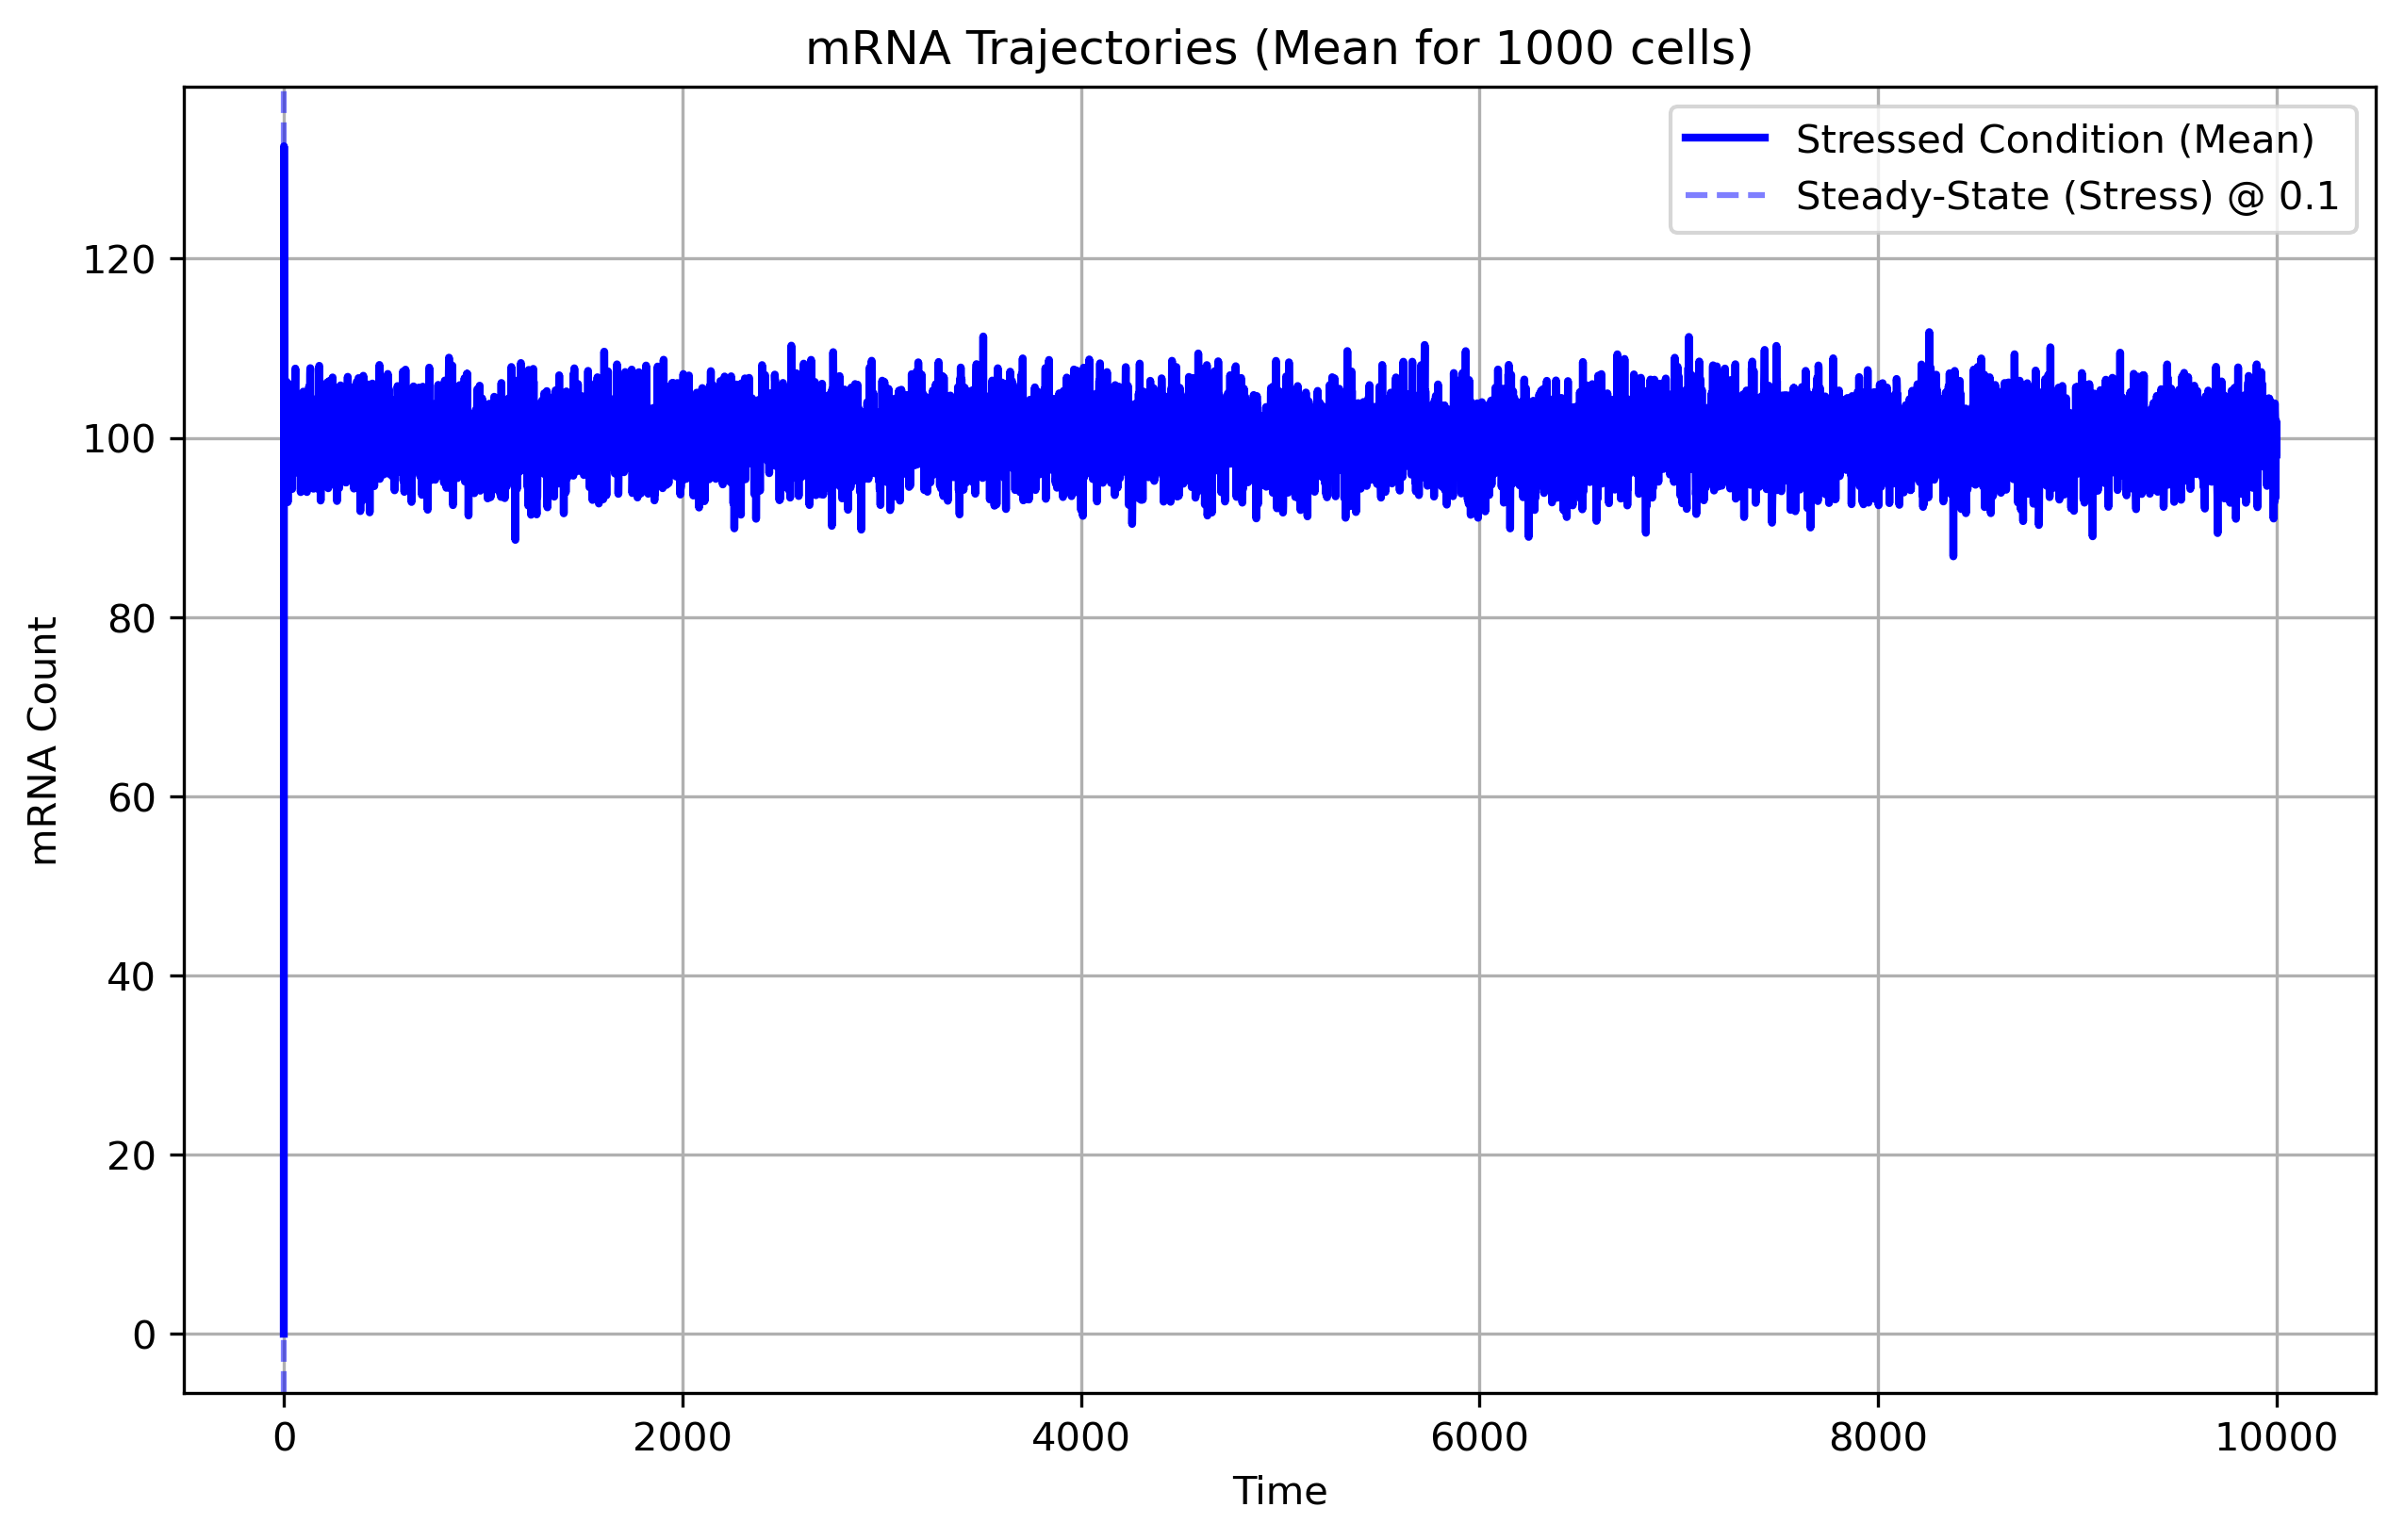 mRNA Trajectories (Mean for 1000 cells)
Stressed Condition (Mean)
Steady-State (Stress) @ 0.1
mRNA Count
120
100
80
60
40
20
0
0 2000 4000 6000 8000 10000
Time